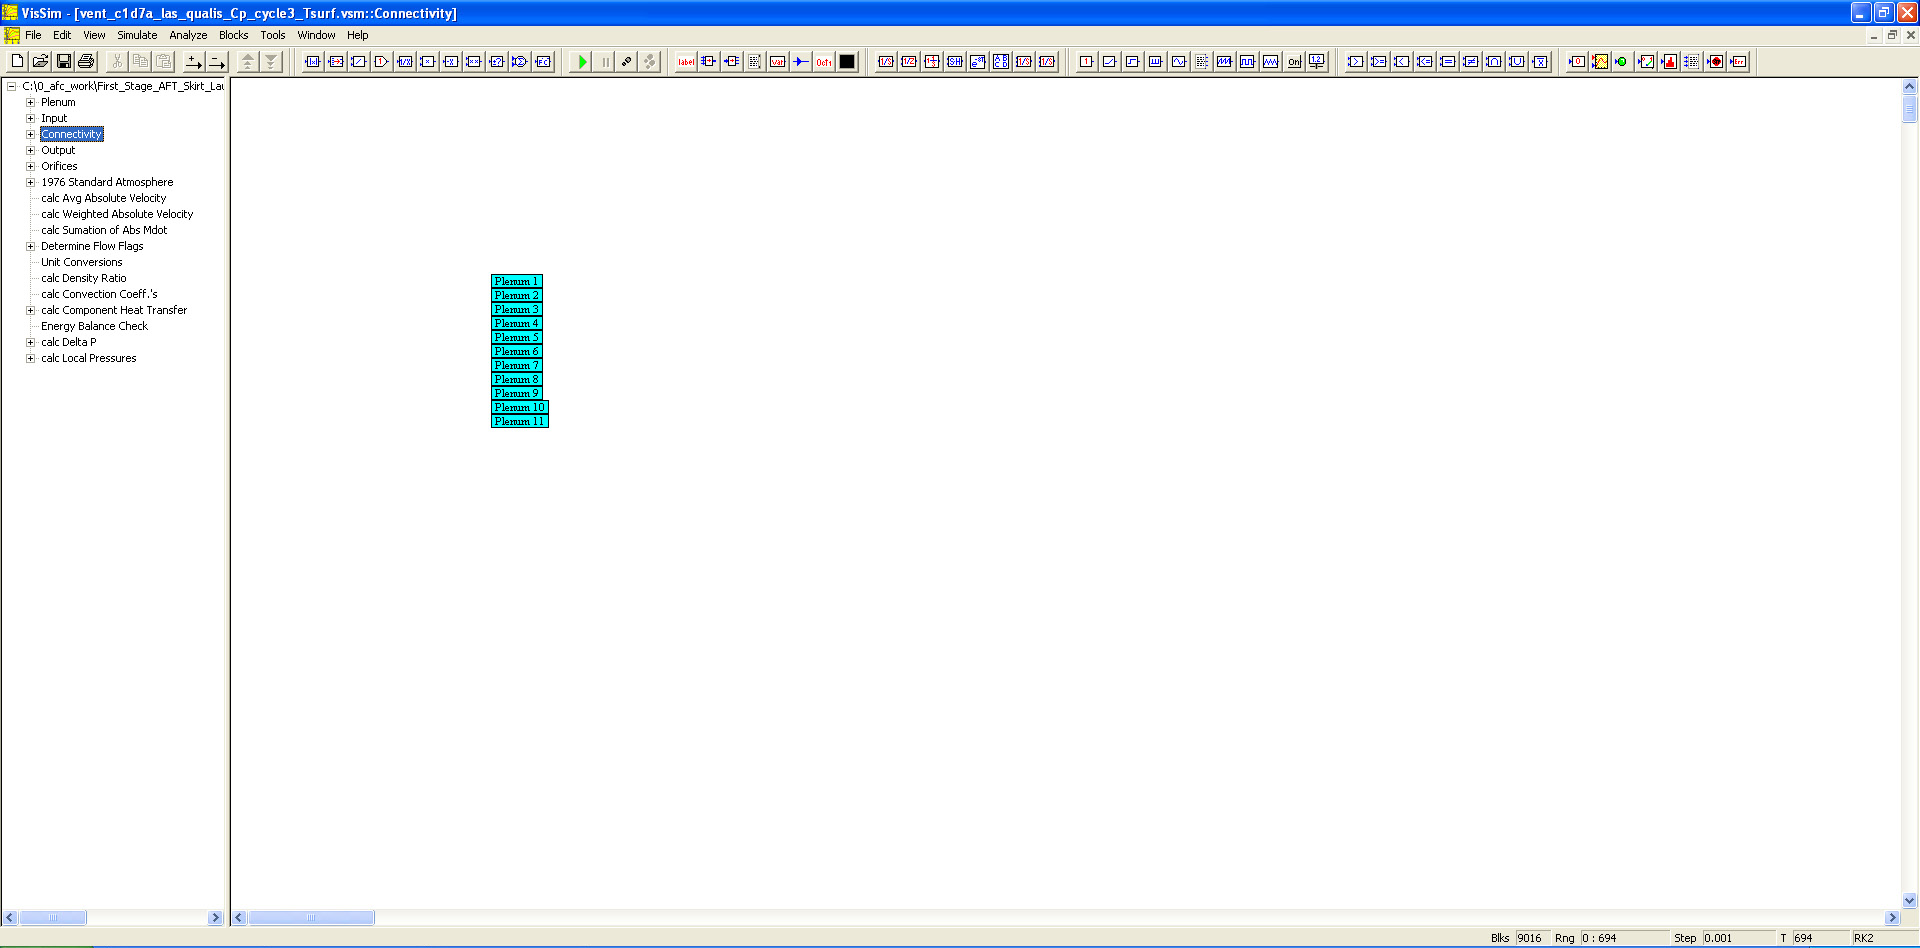 VisSim - [vent_c1d7a_las_qualis_Cp_cycle3_Tsurf.vsm::Connectivity]
File Edit View Simulate Analyze Blocks Tools Window Help
C:\0_afc_work\First_Stage_AFT_Skirt_Lau
Plenum
Input
Connectivity
Output
Orifices
1976 Standard Atmosphere
calc Avg Absolute Velocity
calc Weighted Absolute Velocity
calc Sumation of Abs Mdot
Determine Flow Flags
Unit Conversions
calc Density Ratio
calc Convection Coeff.'s
calc Component Heat Transfer
Energy Balance Check
calc Delta P
calc Local Pressures
Plenum 1
Plenum 2
Plenum 3
Plenum 4
Plenum 5
Plenum 6
Plenum 7
Plenum 8
Plenum 9
Plenum 10
Plenum 11
Blks 9016 Rng 0 : 694 Step 0.001 T 694 RK2